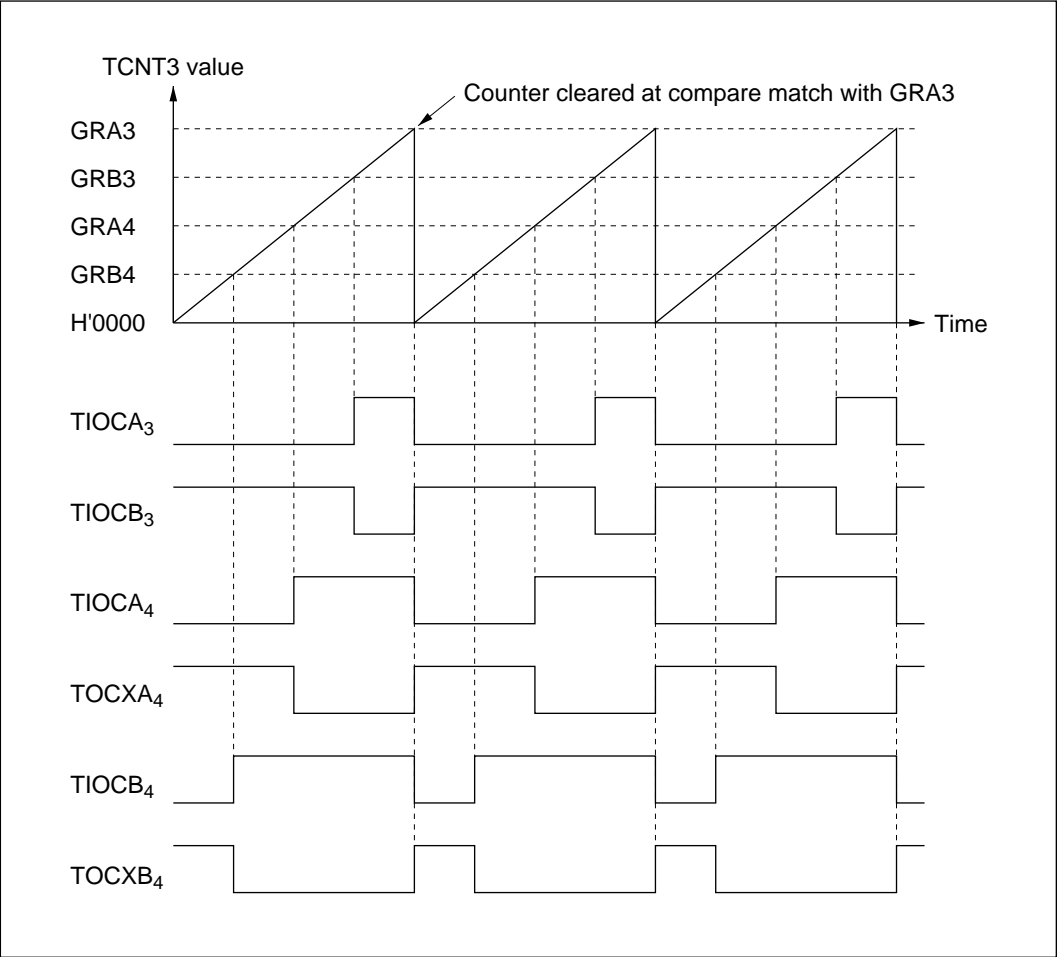 TCNT3 value
Counter cleared at compare match with GRA3
GRA3
GRB3
GRA4
GRB4
H'0000
Time
TIOCA3
TIOCB3
TIOCA4
TOCXA4
TIOCB4
TOCXB4